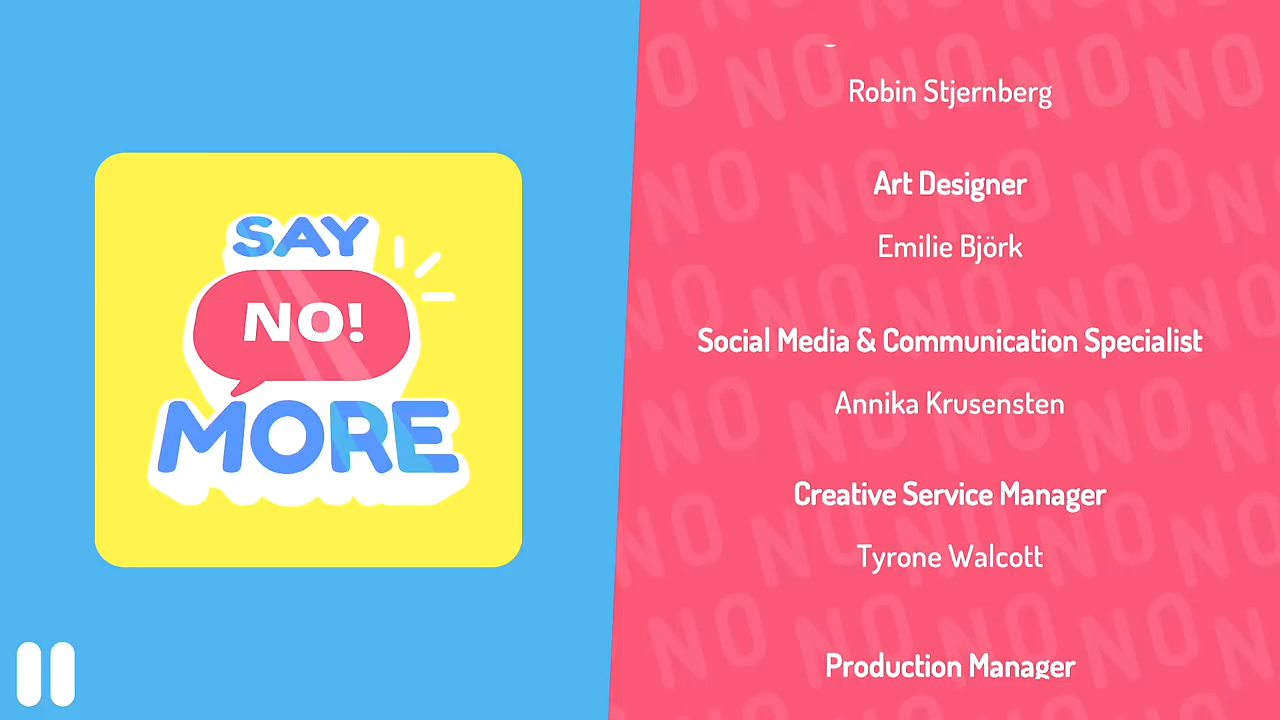 SAY
NO!
MORE
Robin Stjernberg
Art Designer
Emilie Björk
Social Media & Communication Specialist
Annika Krusensten
Creative Service Manager
Tyrone Walcott
Production Manager